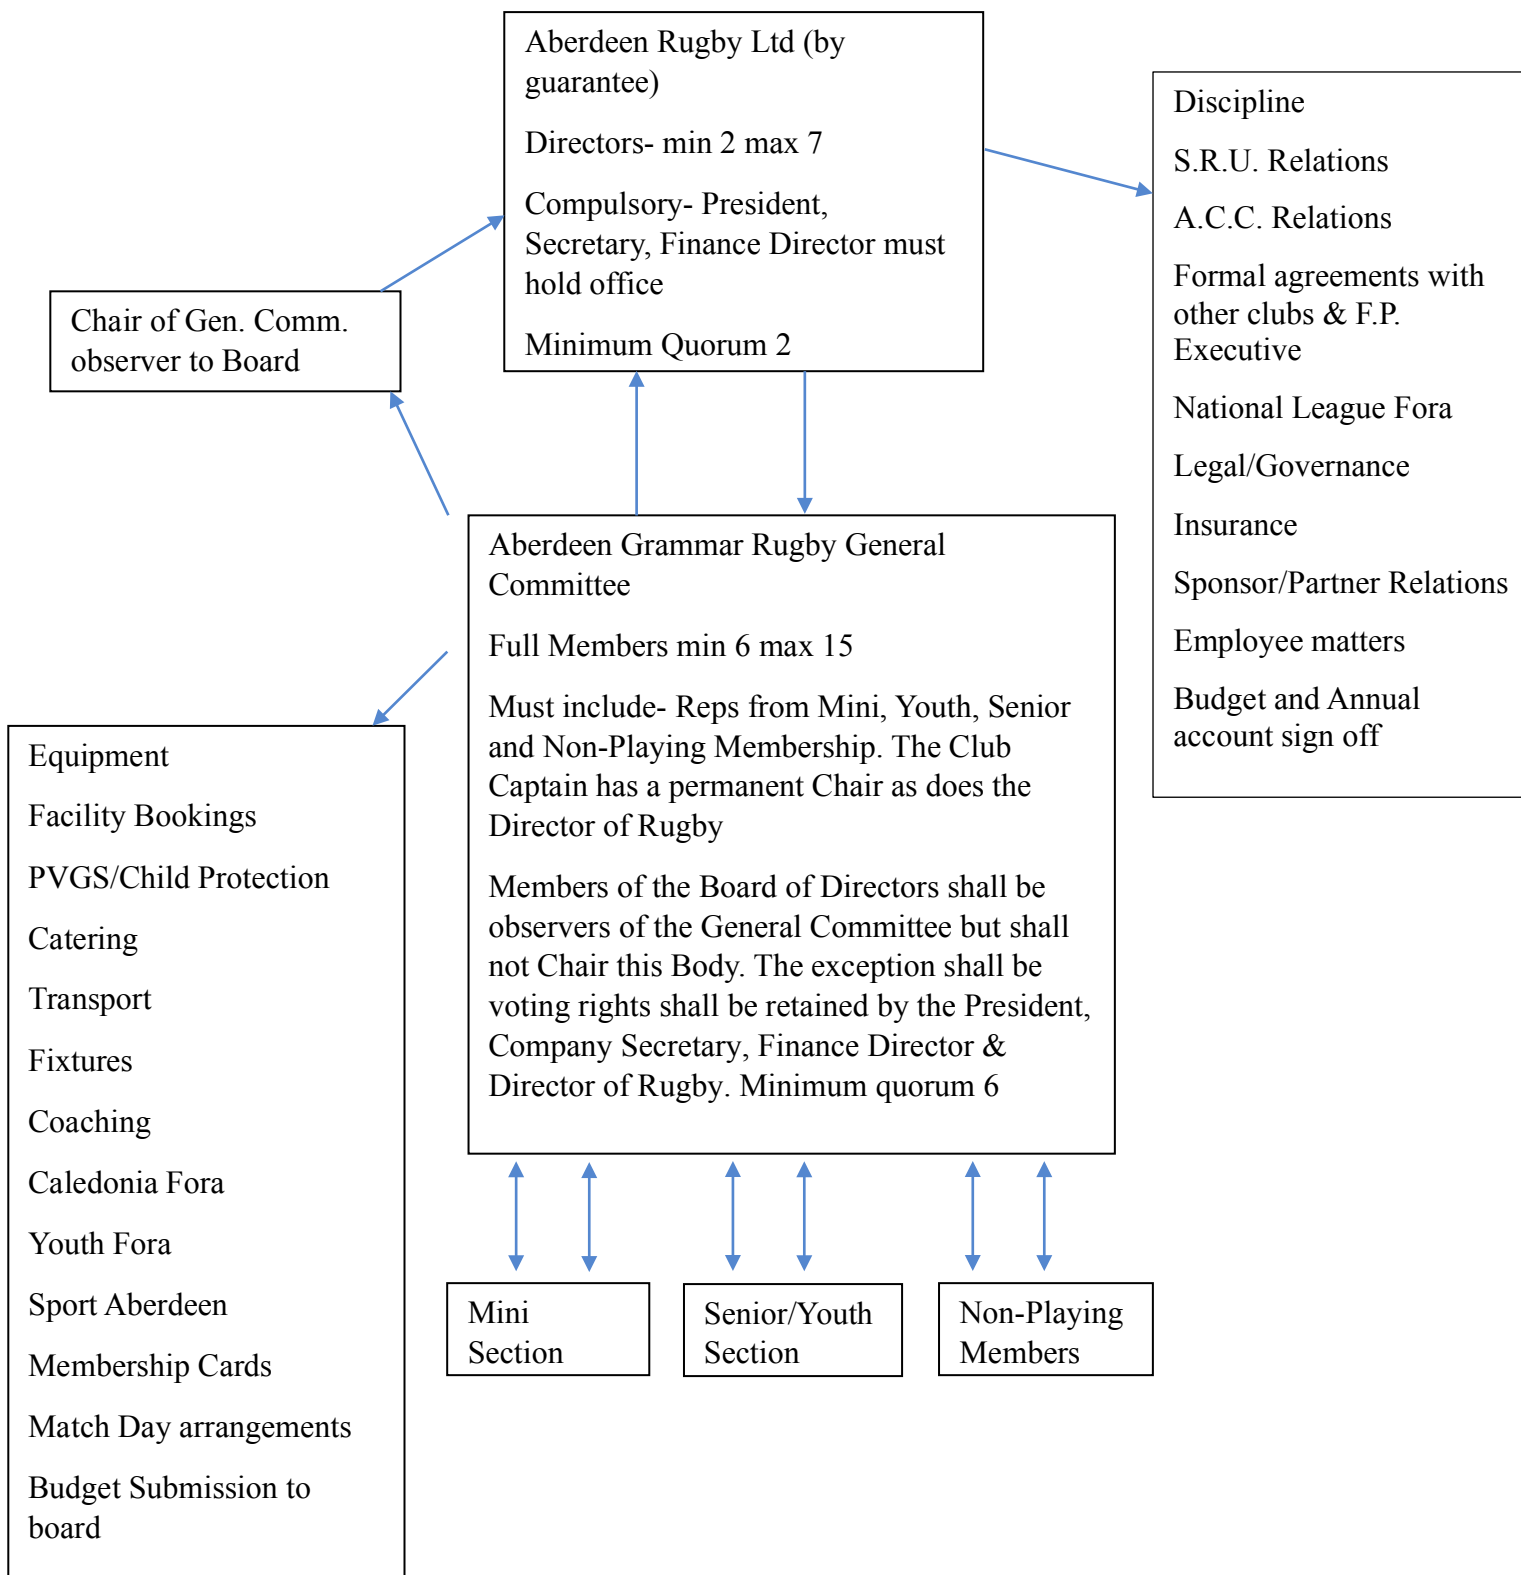 Aberdeen Rugby Ltd (by
guarantee)
Directors- min 2 max 7
Compulsory- President,
Secretary, Finance Director must
hold office
Minimum Quorum 2
Discipline
S.R.U. Relations
A.C.C. Relations
Formal agreements with
other clubs & F.P.
Executive
National League Fora
Legal/Governance
Insurance
Sponsor/Partner Relations
Employee matters
Budget and Annual
account sign off
Chair of Gen. Comm.
observer to Board
Aberdeen Grammar Rugby General
Committee
Full Members min 6 max 15
Must include- Reps from Mini, Youth, Senior
and Non-Playing Membership. The Club
Captain has a permanent Chair as does the
Director of Rugby
Members of the Board of Directors shall be
observers of the General Committee but shall
not Chair this Body. The exception shall be
voting rights shall be retained by the President,
Company Secretary, Finance Director &
Director of Rugby. Minimum quorum 6
Equipment
Facility Bookings
PVGS/Child Protection
Catering
Transport
Fixtures
Coaching
Caledonia Fora
Youth Fora
Sport Aberdeen
Membership Cards
Match Day arrangements
Budget Submission to
board
Mini
Section
Senior/Youth
Section
Non-Playing
Members